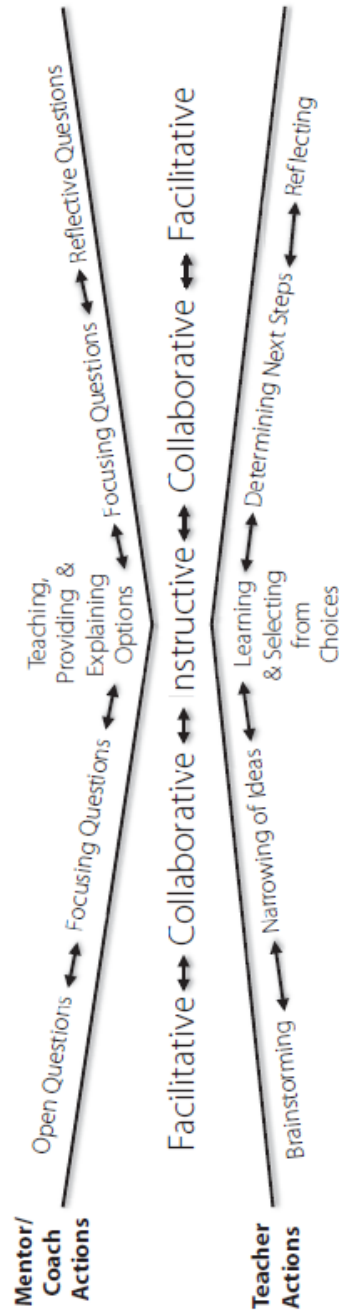 Mentor/
Coach
Actions
Open Questions
Focusing Questions
Teaching,
Providing &
Explaining
Options
Focusing Questions
Reflective Questions
Facilitative
Collaborative
nstructive
Collaborative
Facilitative
Teacher
Actions
Brainstorming
Narrowing of Ideas
Learning
& Selecting
from
Choices
Determining Next Steps
Reflecting